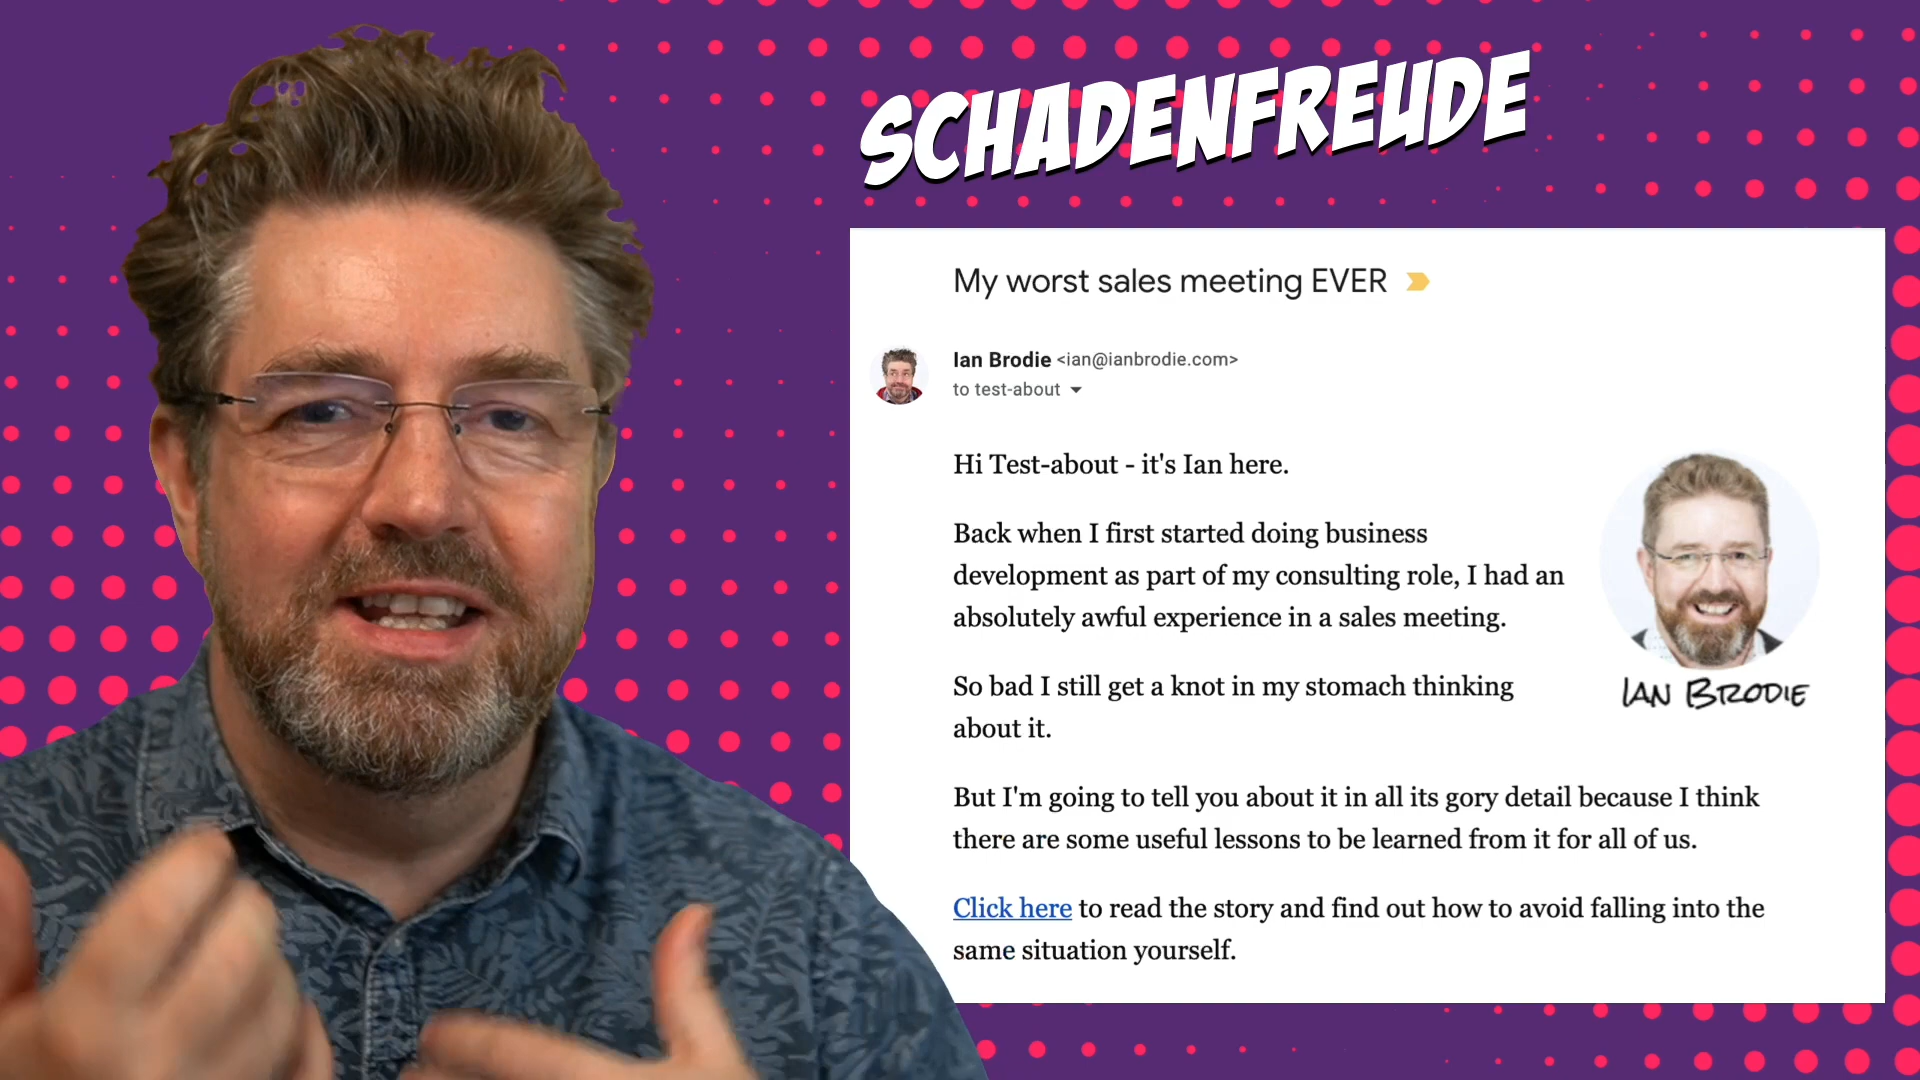 SCHADENFREUDE
My worst sales meeting EVER
Ian Brodie <ian@ianbrodie.com>
to test-about
Hi Test-about - it's Ian here.
Back when I first started doing business
development as part of my consulting role, I had an
absolutely awful experience in a sales meeting.
So bad I still get a knot in my stomach thinking
about it.
IAN BRODIE
But I'm going to tell you about it in all its gory detail because I think
there are some useful lessons to be learned from it for all of us.
Click here to read the story and find out how to avoid falling into the
same situation yourself.